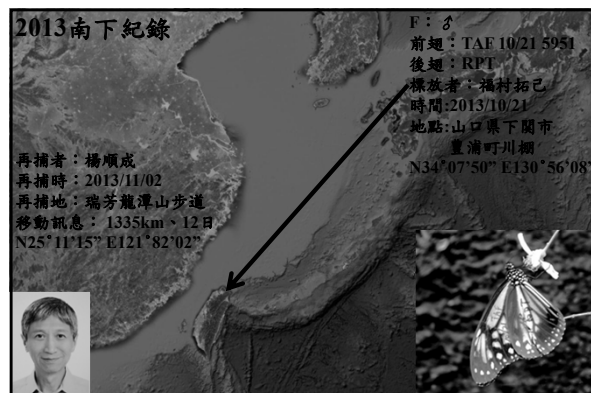 2013南下紀錄
F：♂
前翅：TAF 10/21 5951
後翅：RPT
標放者：福村拓己
時間:2013/10/21
地點:山口県下関市
豊浦町川棚
N34°07'50” E130°56'08”
再捕者：楊順成
再捕時：2013/11/02
再捕地：瑞芳龍潭山步道
移動訊息： 1335km、12日
N25°11'15” E121°82'02”